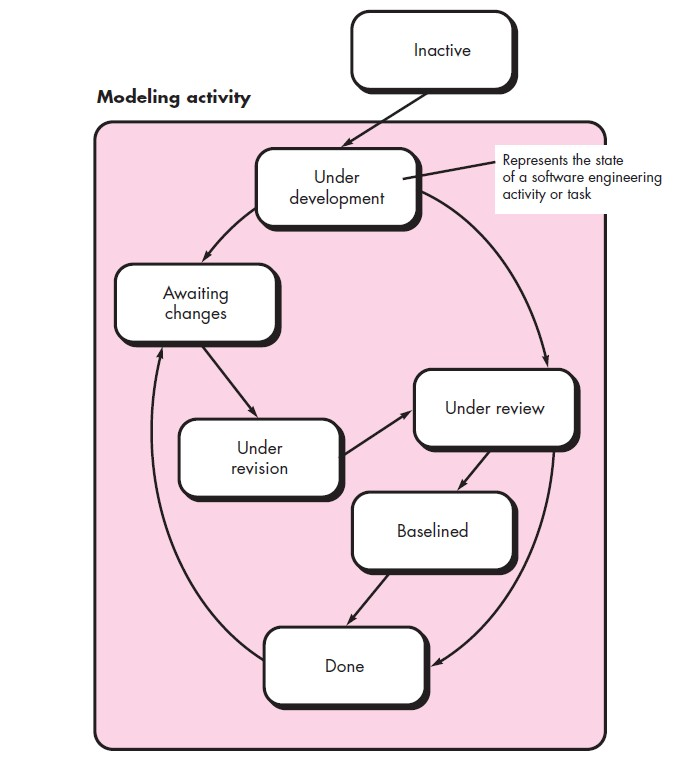 Inactive
Modeling activity
Under
development
Represents the state
of a software engineering
activity or task
Awaiting
changes
Under review
Under
revision
Baselined
Done